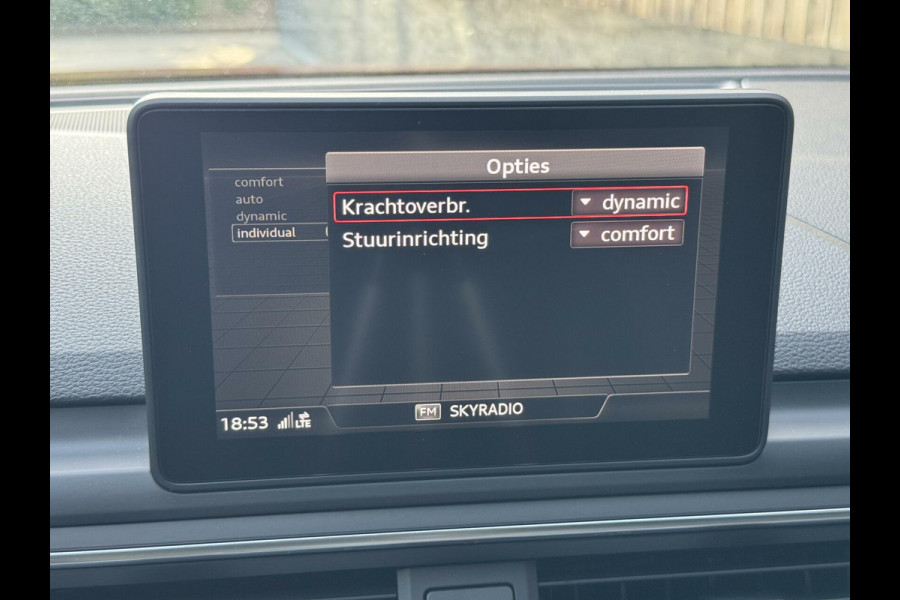 Opties
comfort
auto
dynamic
individual
Krachtoverbr. dynamic
Stuurinrichting comfort
18:53 LTE FM SKYRADIO